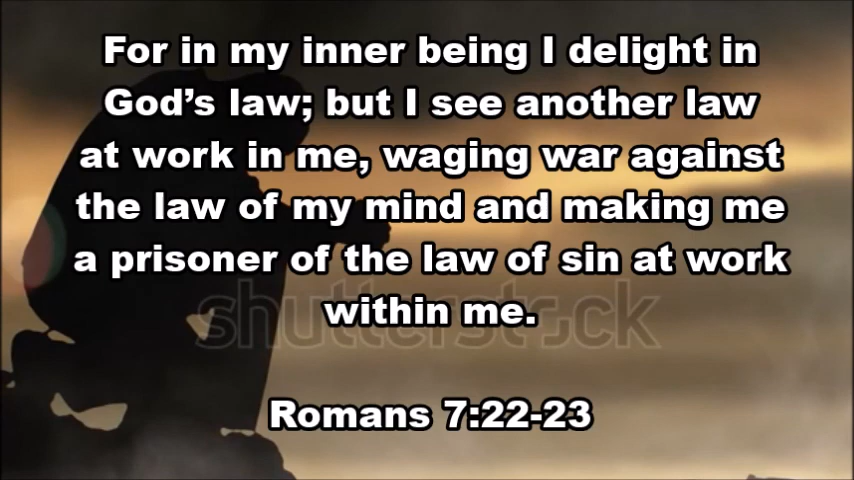 For in my inner being I delight in
God’s law; but I see another law
at work in me, waging war against
the law of my mind and making me
a prisoner of the law of sin at work
within me.
shutterstock
Romans 7:22-23